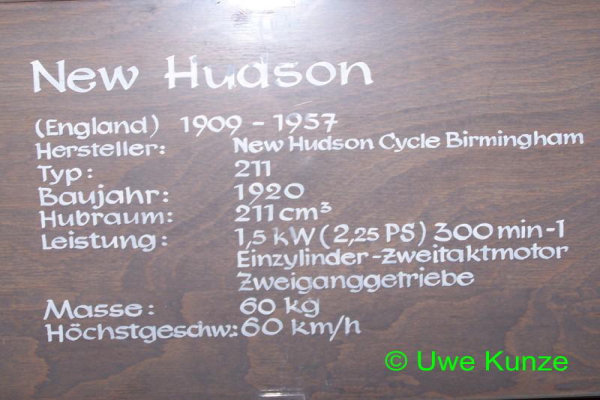 New Hudson
(England) 1909 - 1957
Hersteller: New Hudson Cycle Birmingham
Typ: 211
Baujahr: 1920
Hubraum: 211 cm³
Leistung: 1,5 kW (2,25 PS) 300 min-1
Einzylinder-Zweitaktmotor
Zweiganggetriebe
Masse: 60 kg
Höchstgeschw.: 60 km/h
© Uwe Kunze